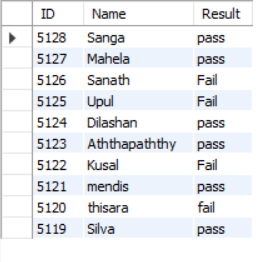 ID Name Result
5128 Sanga pass
5127 Mahela pass
5126 Sanath Fail
5125 Upul Fail
5124 Dilashan pass
5123 Aththapaththy pass
5122 Kusal Fail
5121 mendis pass
5120 thisara fail
5119 Silva pass